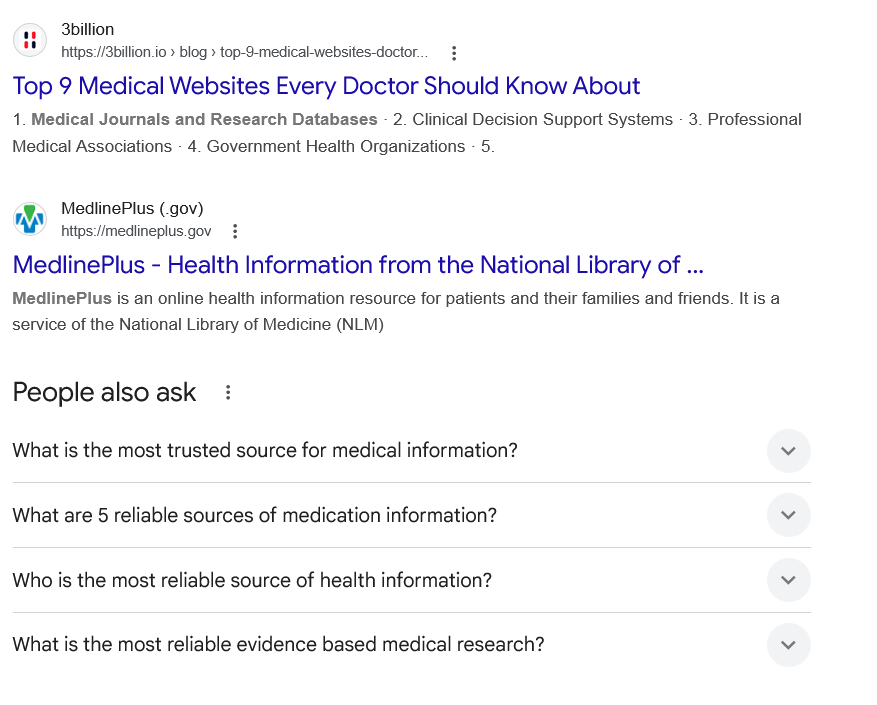 3billion
https://3billion.io › blog › top-9-medical-websites-doctor...
Top 9 Medical Websites Every Doctor Should Know About
1. Medical Journals and Research Databases · 2. Clinical Decision Support Systems · 3. Professional
Medical Associations · 4. Government Health Organizations · 5.
MedlinePlus (.gov)
https://medlineplus.gov
MedlinePlus - Health Information from the National Library of ...
MedlinePlus is an online health information resource for patients and their families and friends. It is a
service of the National Library of Medicine (NLM)
People also ask
What is the most trusted source for medical information?
What are 5 reliable sources of medication information?
Who is the most reliable source of health information?
What is the most reliable evidence based medical research?